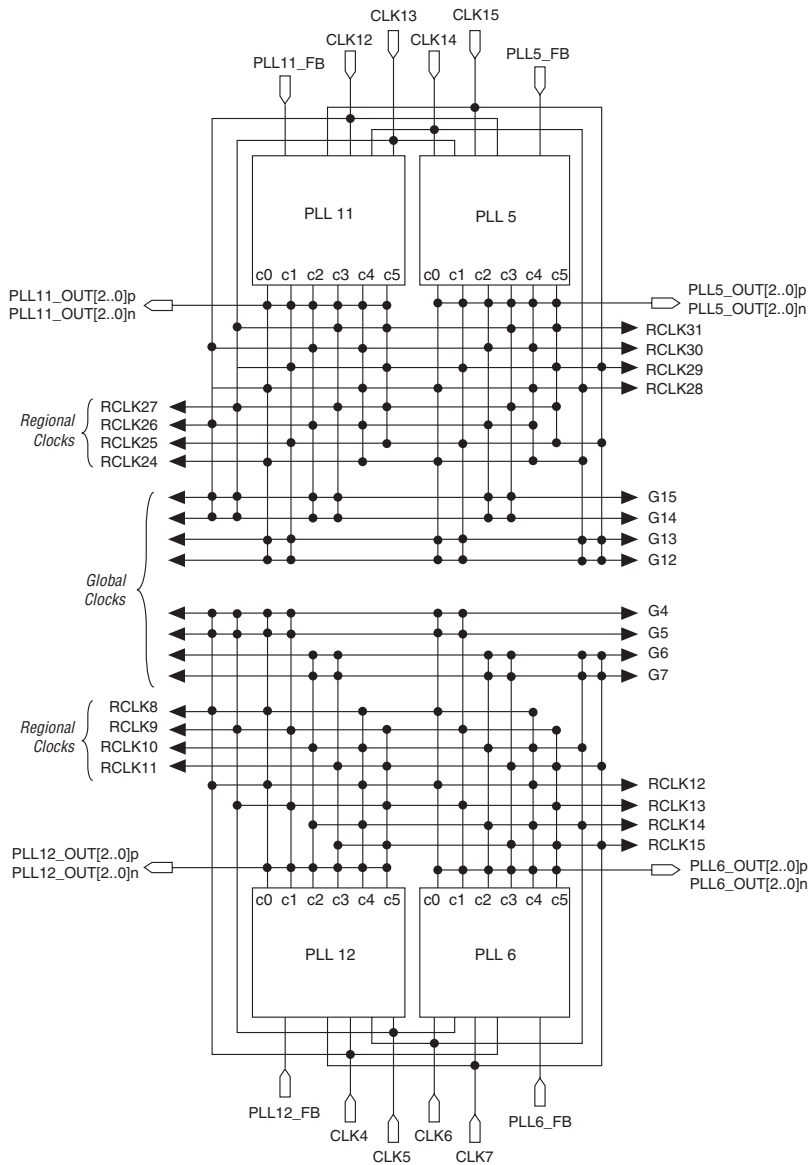 CLK13 CLK15
CLK12 CLK14
PLL11_FB PLL5_FB
PLL 11 PLL 5
c0 c1 c2 c3 c4 c5 c0 c1 c2 c3 c4 c5
PLL11_OUT[2..0]p PLL5_OUT[2..0]p
PLL11_OUT[2..0]n PLL5_OUT[2..0]n
RCLK31
RCLK30
RCLK29
RCLK28
Regional
Clocks
RCLK27
RCLK26
RCLK25
RCLK24
G15
G14
G13
G12
Global
Clocks
G4
G5
G6
G7
Regional
Clocks
RCLK8
RCLK9
RCLK10
RCLK11
RCLK12
RCLK13
RCLK14
RCLK15
PLL12_OUT[2..0]p PLL6_OUT[2..0]p
PLL12_OUT[2..0]n PLL6_OUT[2..0]n
c0 c1 c2 c3 c4 c5 c0 c1 c2 c3 c4 c5
PLL 12 PLL 6
PLL12_FB PLL6_FB
CLK4 CLK6
CLK5 CLK7